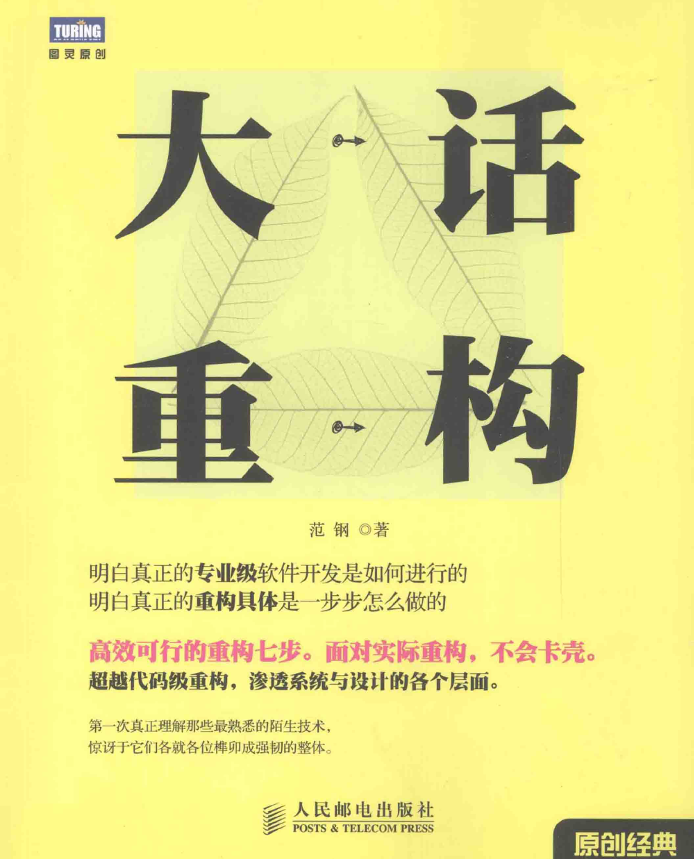 TURING
图灵原创
大话
重构
范钢◎著
明白真正的专业级软件开发是如何进行的
明白真正的重构具体是一步步怎么做的
高效可行的重构七步。面对实际重构，不会卡壳。
超越代码级重构，渗透系统与设计的各个层面。
第一次真正理解那些最熟悉的陌生技术，
惊讶于它们各就各位榫卯成强韧的整体。
人民邮电出版社
POSTS & TELECOM PRESS
原创经典